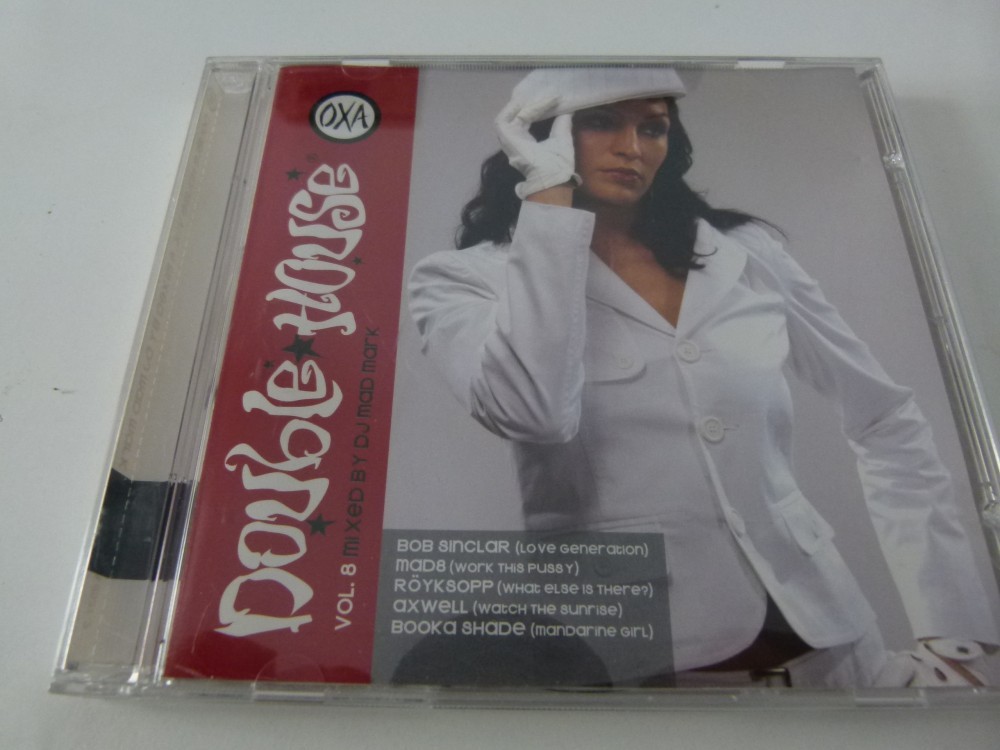 OXA
Double House
VOL. 8 MIXED BY DJ MAD MARK
BOB SINCLAR (LOVE GENERATION)
MAD8 (WORK THIS PUSSY)
RÖYKSOPP (WHAT ELSE IS THERE?)
AXWELL (WATCH THE SUNRISE)
BOOKA SHADE (MANDARINE GIRL)